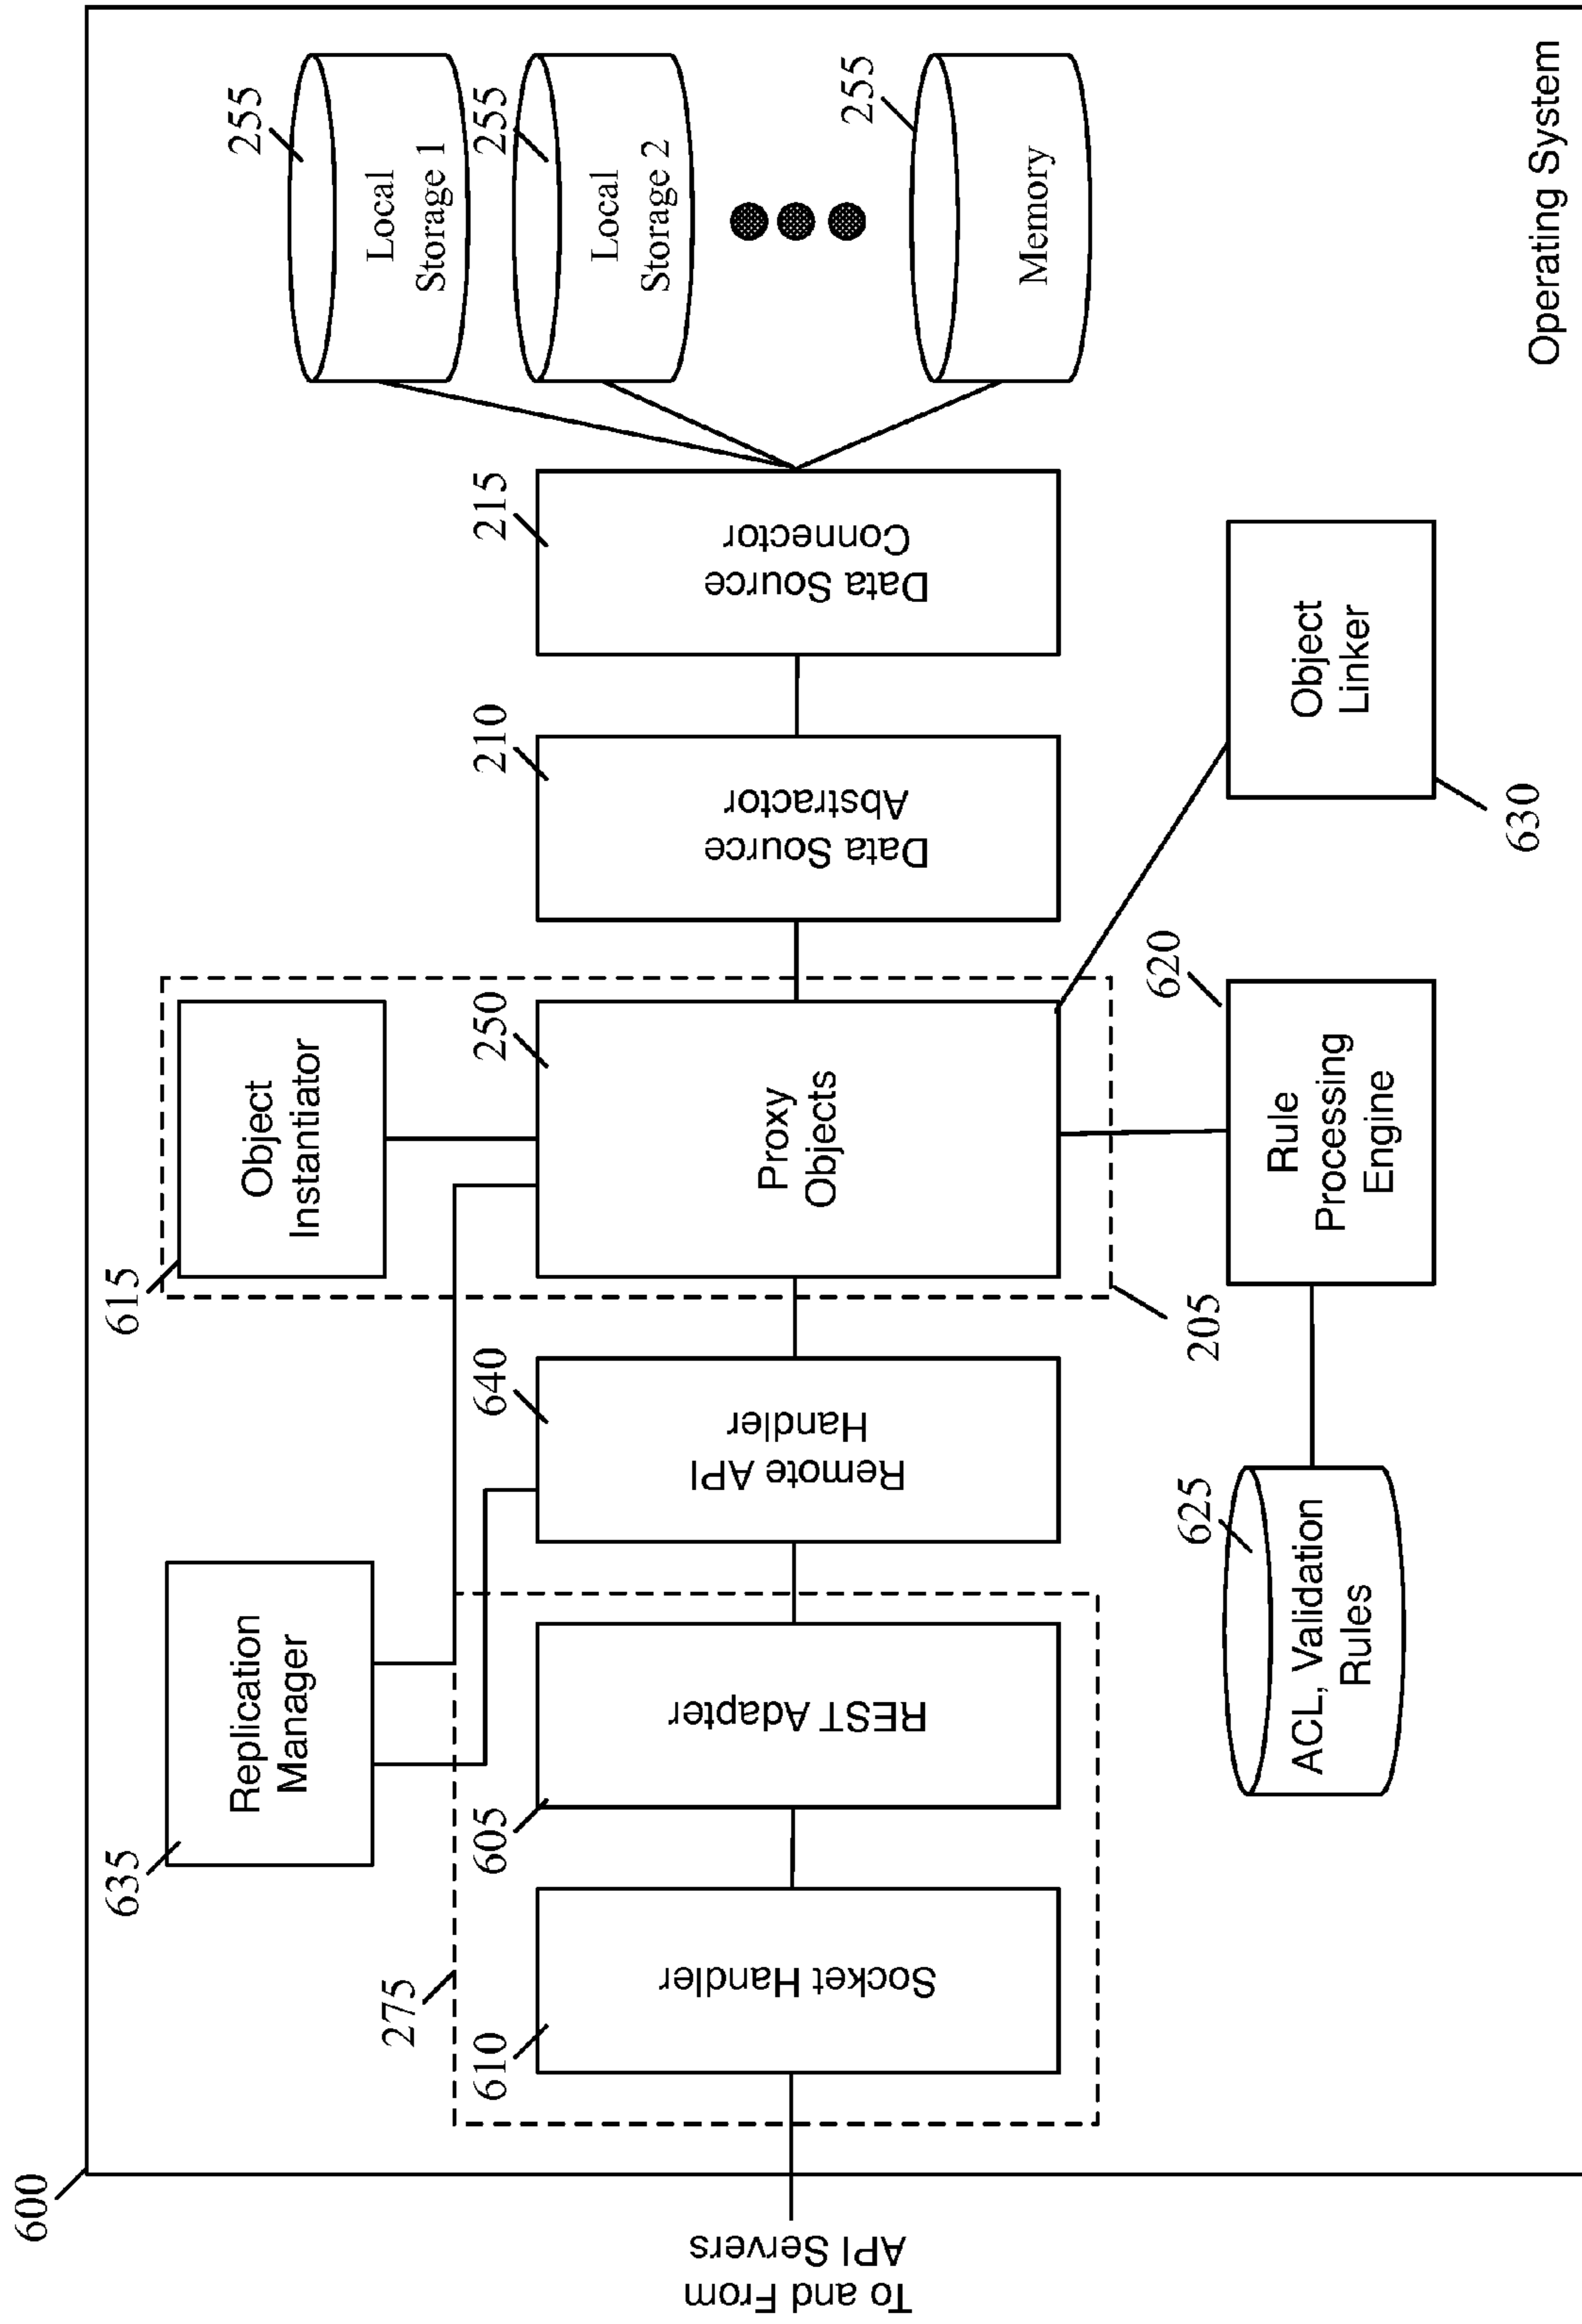 600
To and From
API Servers
275
610
Socket Handler
605
REST Adapter
635
Replication
Manager
640
Remote API
Handler
615
Object
Instantiator
250
Proxy
Objects
205
625
ACL, Validation
Rules
620
Rule
Processing
Engine
630
Object
Linker
210
Data Source
Abstractor
215
Data Source
Connector
255
Local
Storage 1
255
Local
Storage 2
255
Memory
Operating System